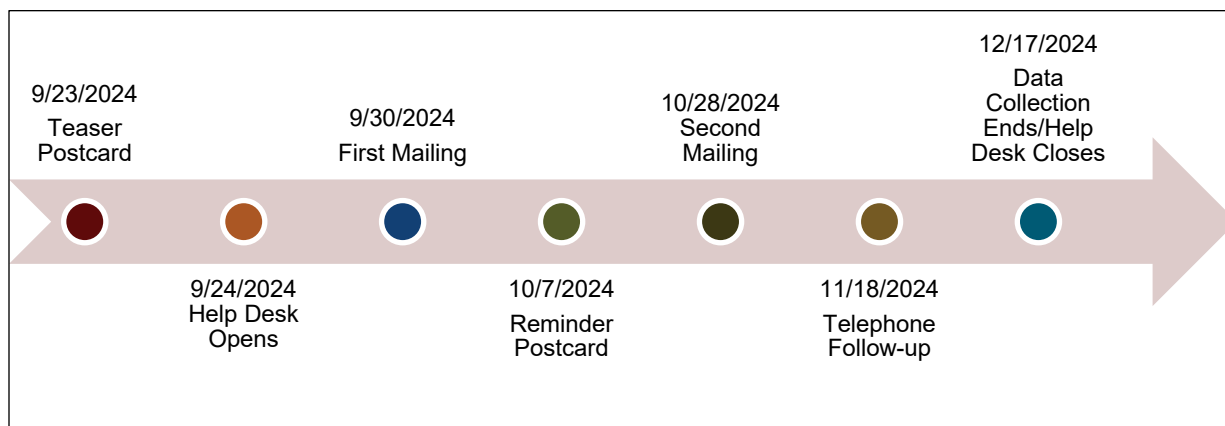 9/23/2024
Teaser
Postcard
9/24/2024
Help Desk
Opens
9/30/2024
First Mailing
10/7/2024
Reminder
Postcard
10/28/2024
Second
Mailing
11/18/2024
Telephone
Follow-up
12/17/2024
Data
Collection
Ends/Help
Desk Closes